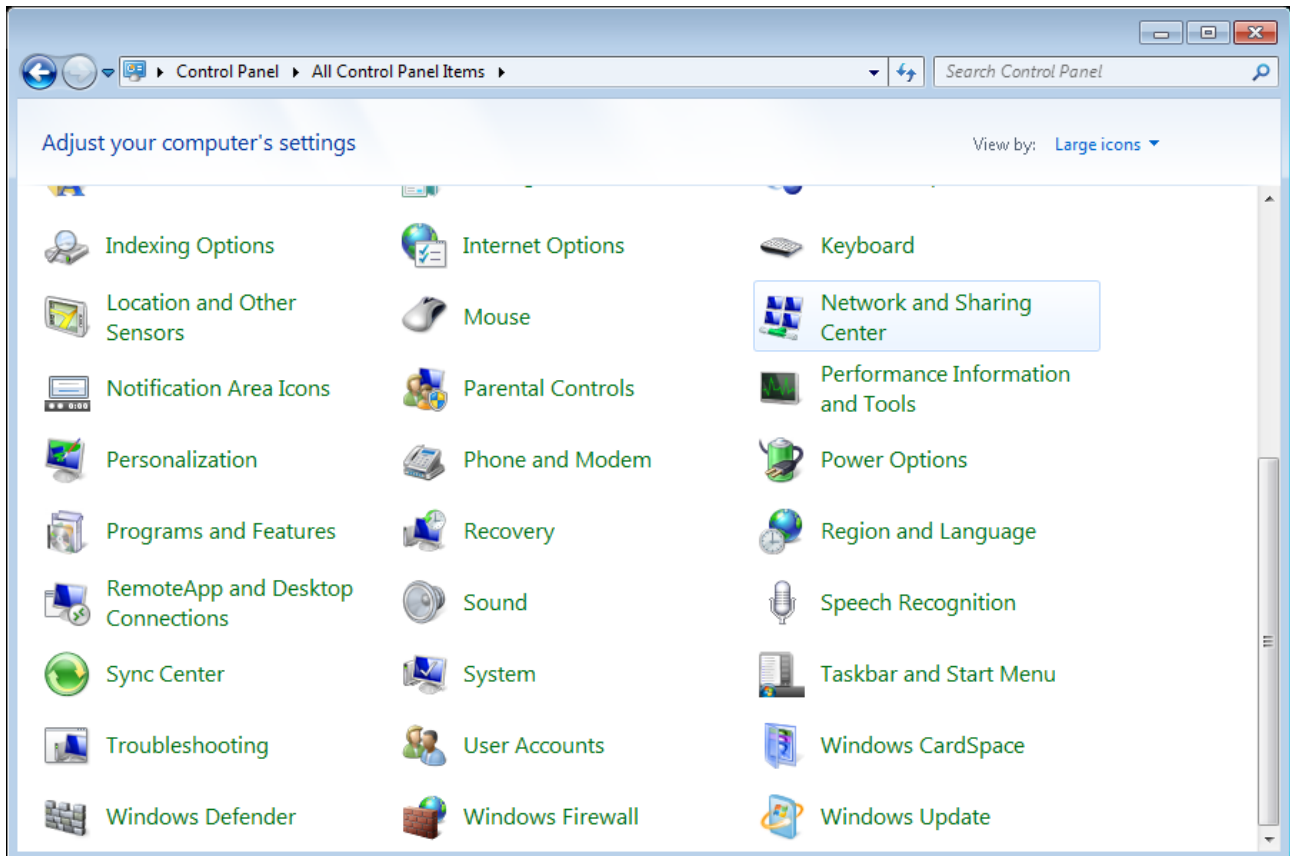 Control Panel ▸ All Control Panel Items ▸
Search Control Panel
Adjust your computer's settings
View by: Large icons
Indexing Options
Internet Options
Keyboard
Location and Other
Sensors
Mouse
Network and Sharing
Center
Notification Area Icons
Parental Controls
Performance Information
and Tools
Personalization
Phone and Modem
Power Options
Programs and Features
Recovery
Region and Language
RemoteApp and Desktop
Connections
Sound
Speech Recognition
Sync Center
System
Taskbar and Start Menu
Troubleshooting
User Accounts
Windows CardSpace
Windows Defender
Windows Firewall
Windows Update